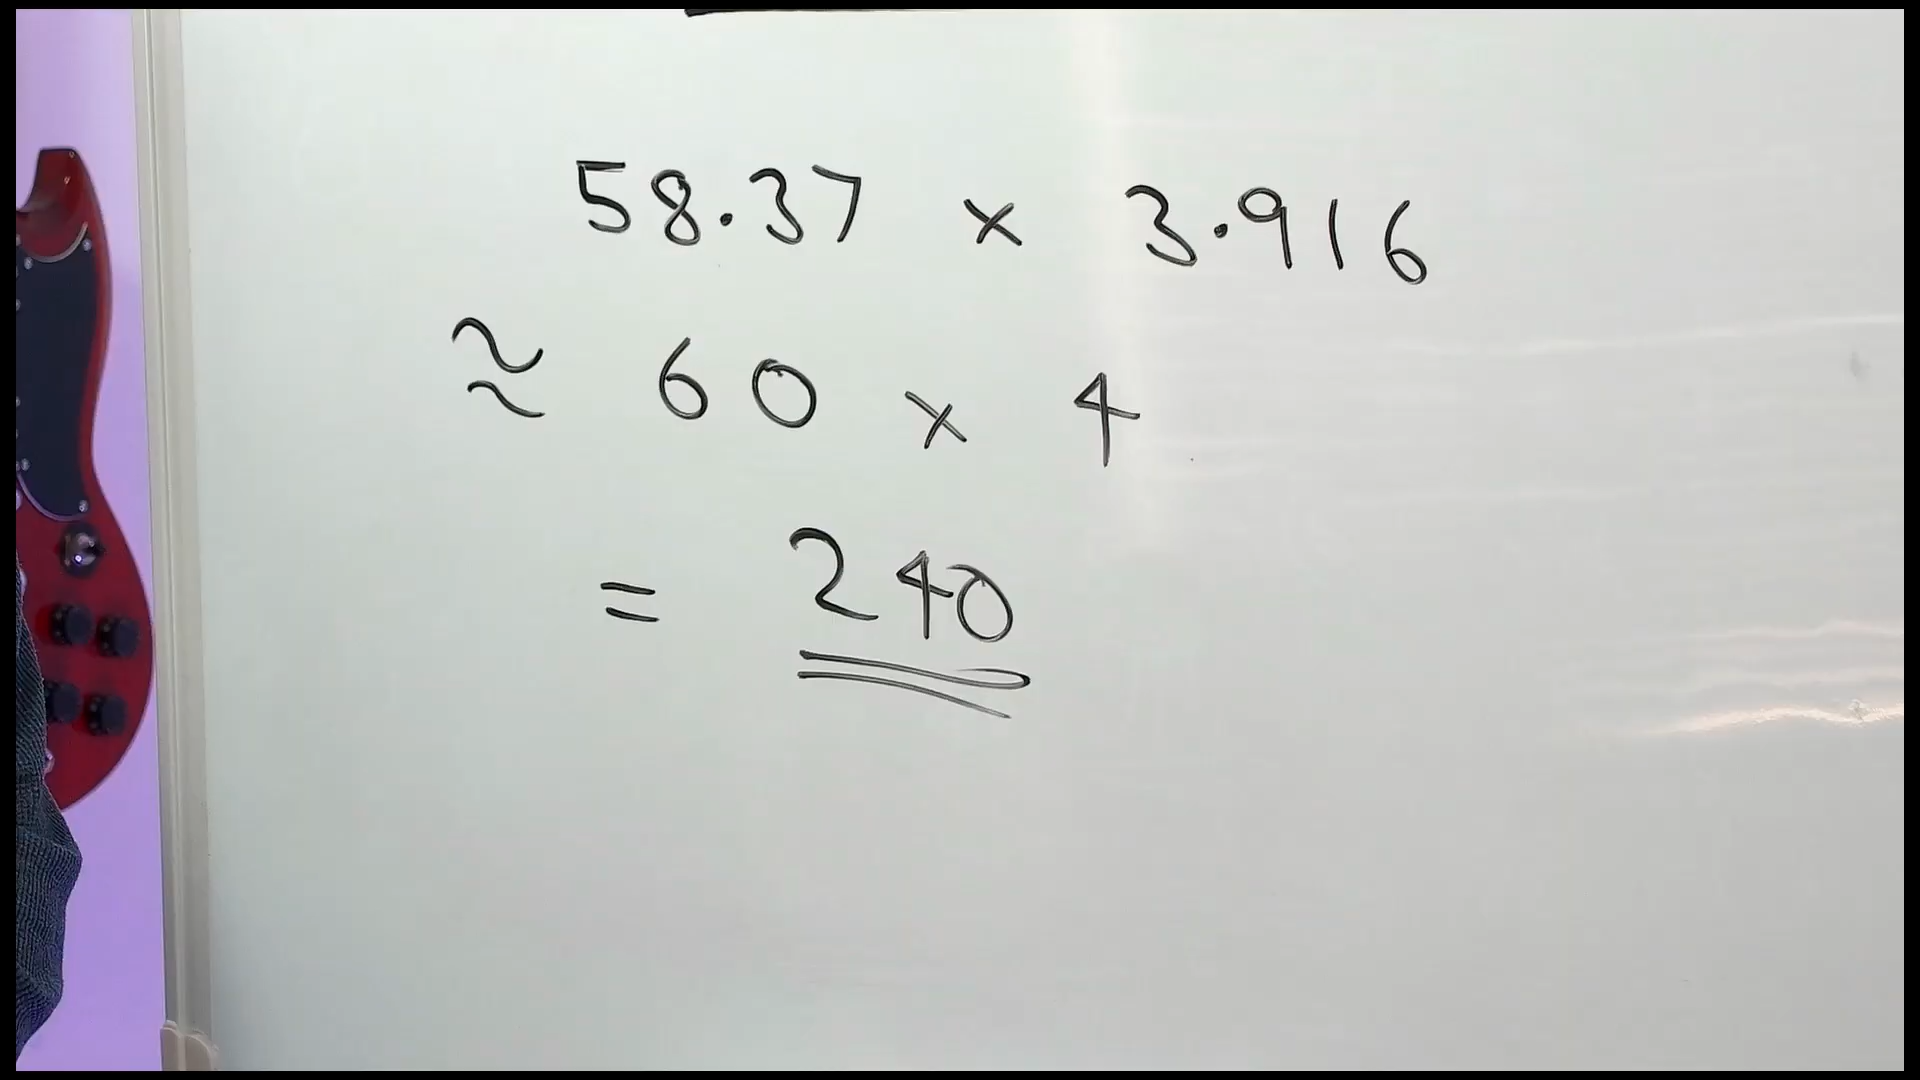 58.37 × 3.916
≈ 60 × 4
= 240